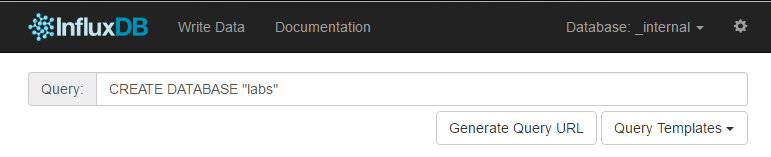 InfluxDB Write Data Documentation Database: _internal
Query: CREATE DATABASE "labs"
Generate Query URL Query Templates